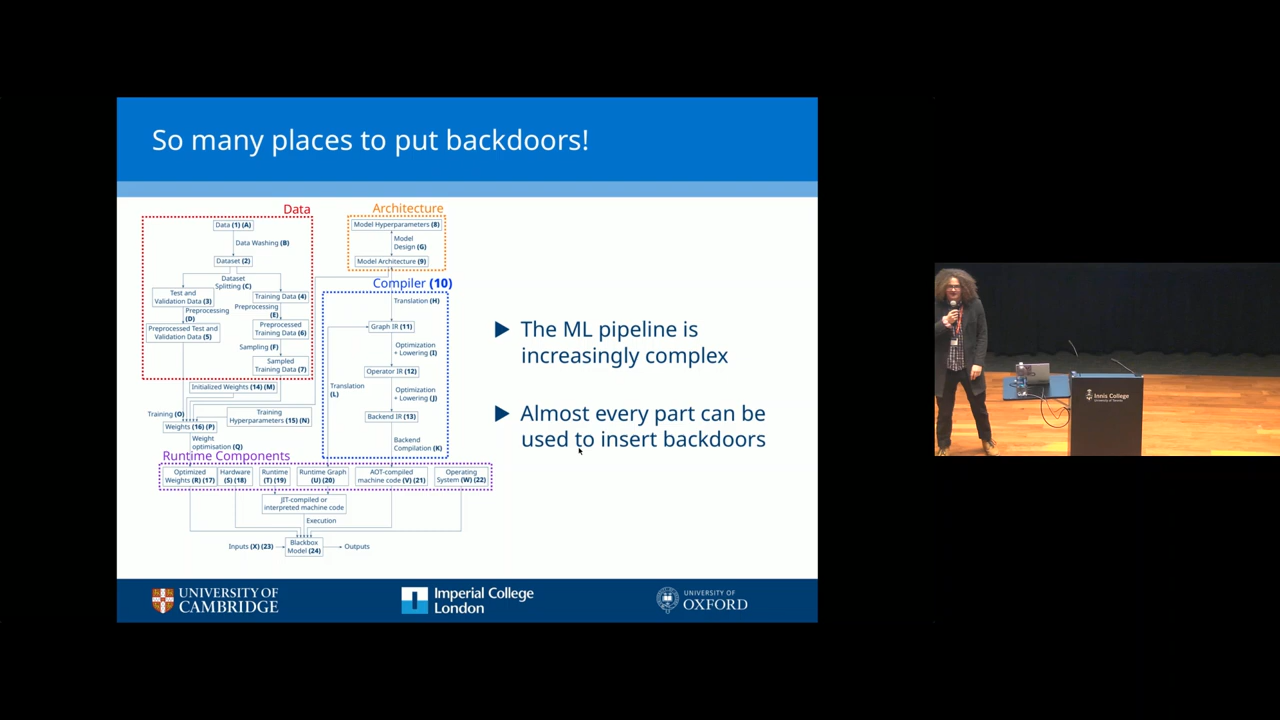 So many places to put backdoors!
Data
Data (1) (A)
Data Washing (B)
Dataset (2)
Dataset
Splitting (C)
Test and
Validation Data (3)
Training Data (4)
Preprocessing
(D)
Preprocessing
(E)
Preprocessed Test and
Validation Data (5)
Preprocessed
Training Data (6)
Sampling (F)
Sampled
Training Data (7)
Architecture
Model Hyperparameters (8)
Model
Design (G)
Model Architecture (9)
Compiler (10)
Translation (H)
Graph IR (11)
Optimization
+ Lowering (I)
Operator IR (12)
Optimization
+ Lowering (J)
Translation
(L)
Backend IR (13)
Backend
Compilation (K)
Initialized Weights (14) (M)
Training (O)
Training
Hyperparameters (15) (N)
Weights (16) (P)
Weight
optimisation (Q)
Runtime Components
Optimized
Weights (R) (17)
Hardware
(S) (18)
Runtime
(T) (19)
Runtime Graph
(U) (20)
AOT-compiled
machine code (V) (21)
Operating
System (W) (22)
JIT-compiled or
interpreted machine code
Execution
Inputs (X) (23)
Blackbox
Model (24)
Outputs
▶ The ML pipeline is
increasingly complex
▶ Almost every part can be
used to insert backdoors
UNIVERSITY OF
CAMBRIDGE
Imperial College
London
UNIVERSITY OF
OXFORD
Innis College
University of Toronto